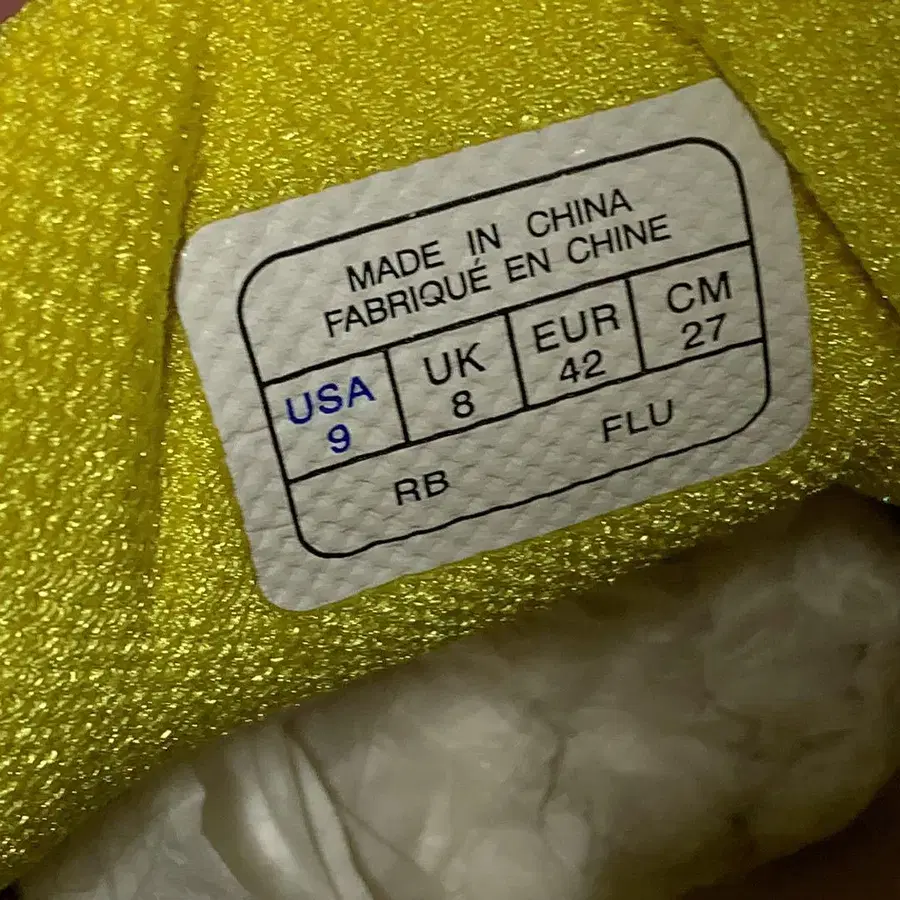 MADE IN CHINA
FABRIQUÉ EN CHINE
USA UK EUR CM
9 8 42 27
RB FLU